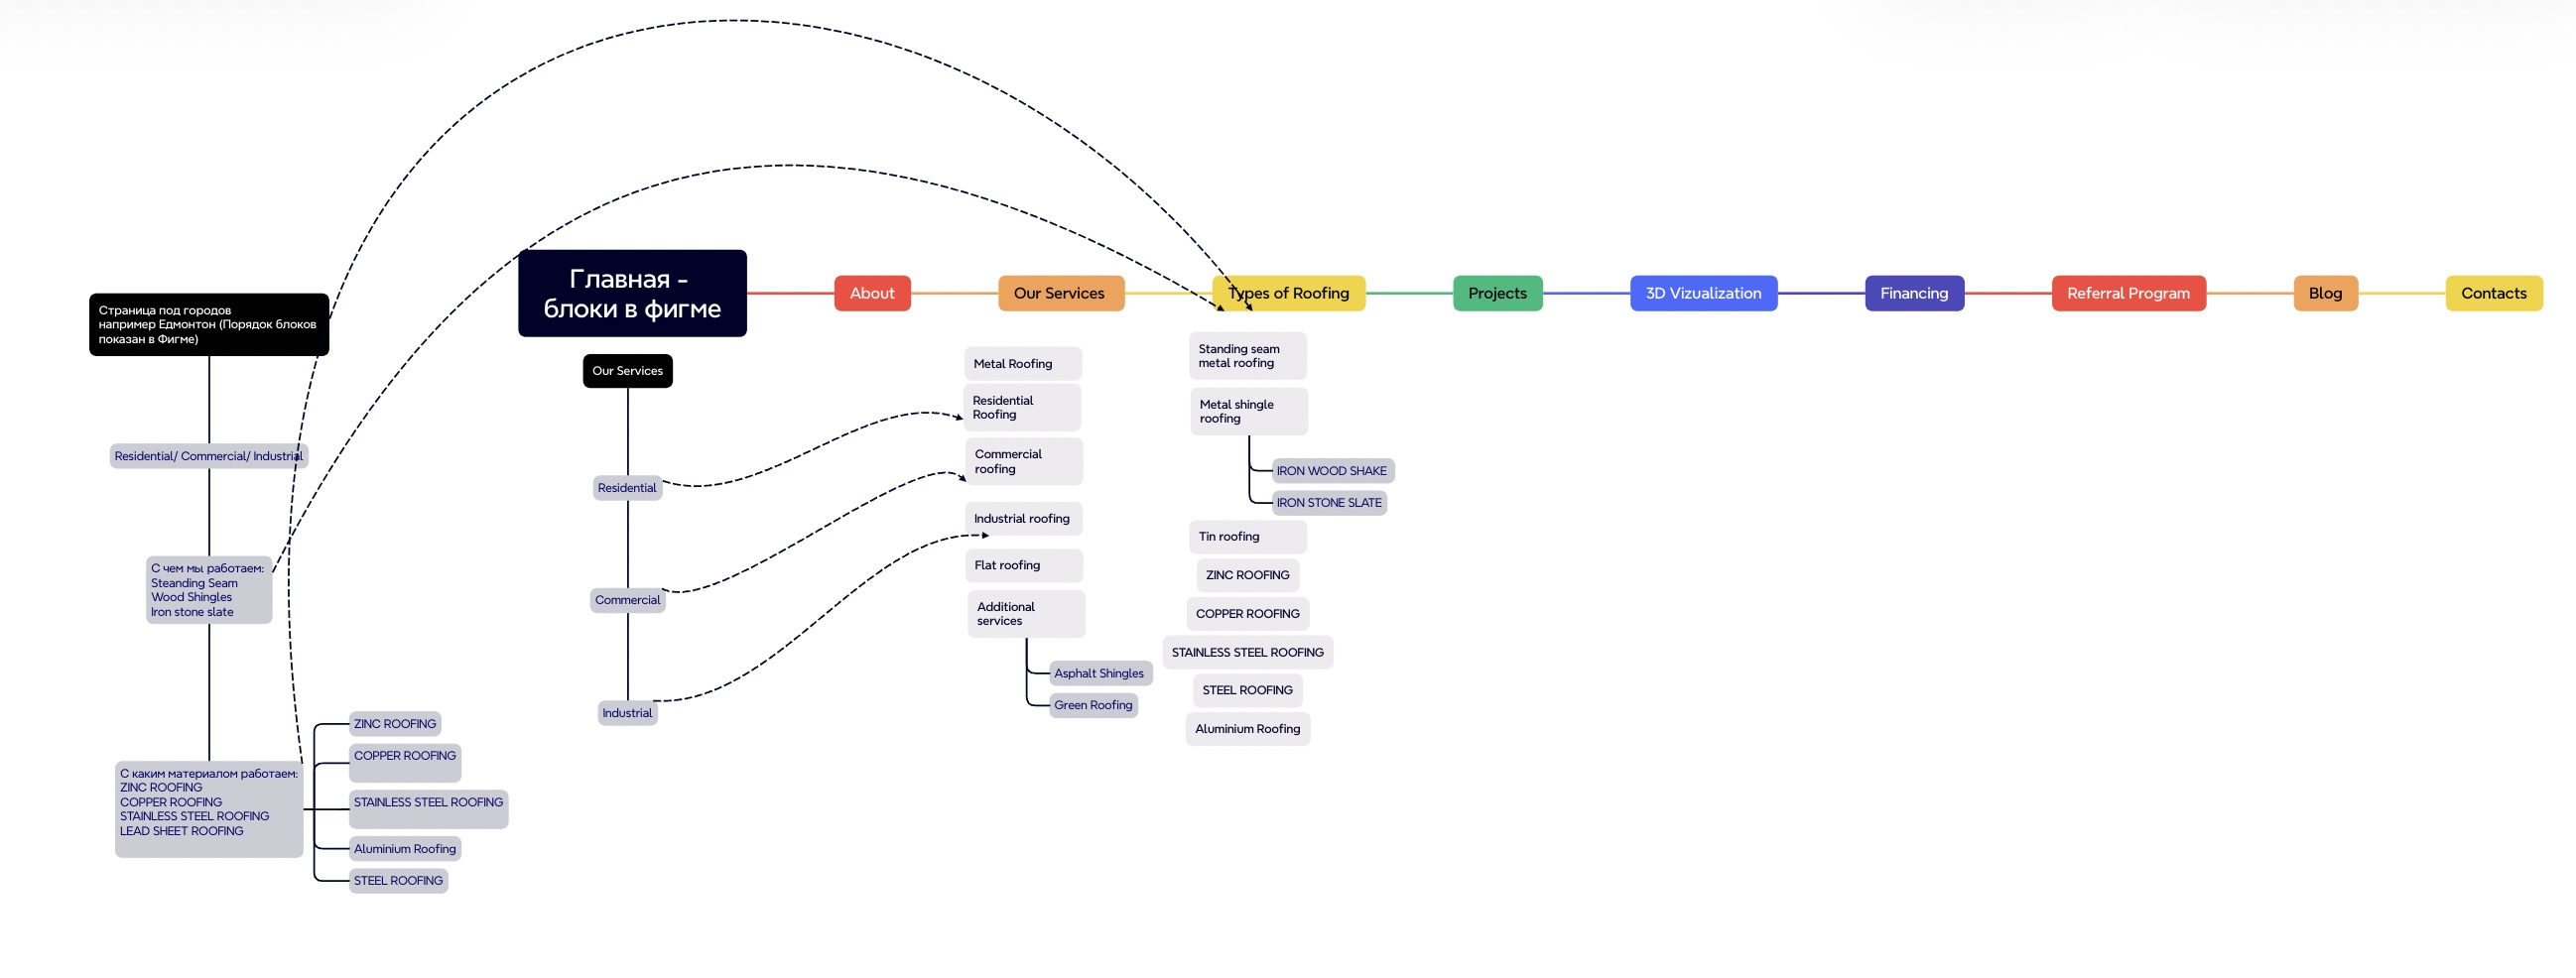 Главная -
блоки в фигме
About
Our Services
Types of Roofing
Projects
3D Vizualization
Financing
Referral Program
Blog
Contacts
Страница под городов
например Едмонтон (Порядок блоков
показан в Фигме)
Residential/ Commercial/ Industrial
С чем мы работаем:
Steanding Seam
Wood Shingles
Iron stone slate
С каким материалом работаем:
ZINC ROOFING
COPPER ROOFING
STAINLESS STEEL ROOFING
LEAD SHEET ROOFING
ZINC ROOFING
COPPER ROOFING
STAINLESS STEEL ROOFING
Aluminium Roofing
STEEL ROOFING
Our Services
Residential
Commercial
Industrial
Metal Roofing
Residential
Roofing
Commercial
roofing
Industrial roofing
Flat roofing
Additional
services
Asphalt Shingles
Green Roofing
Standing seam
metal roofing
Metal shingle
roofing
IRON WOOD SHAKE
IRON STONE SLATE
Tin roofing
ZINC ROOFING
COPPER ROOFING
STAINLESS STEEL ROOFING
STEEL ROOFING
Aluminium Roofing